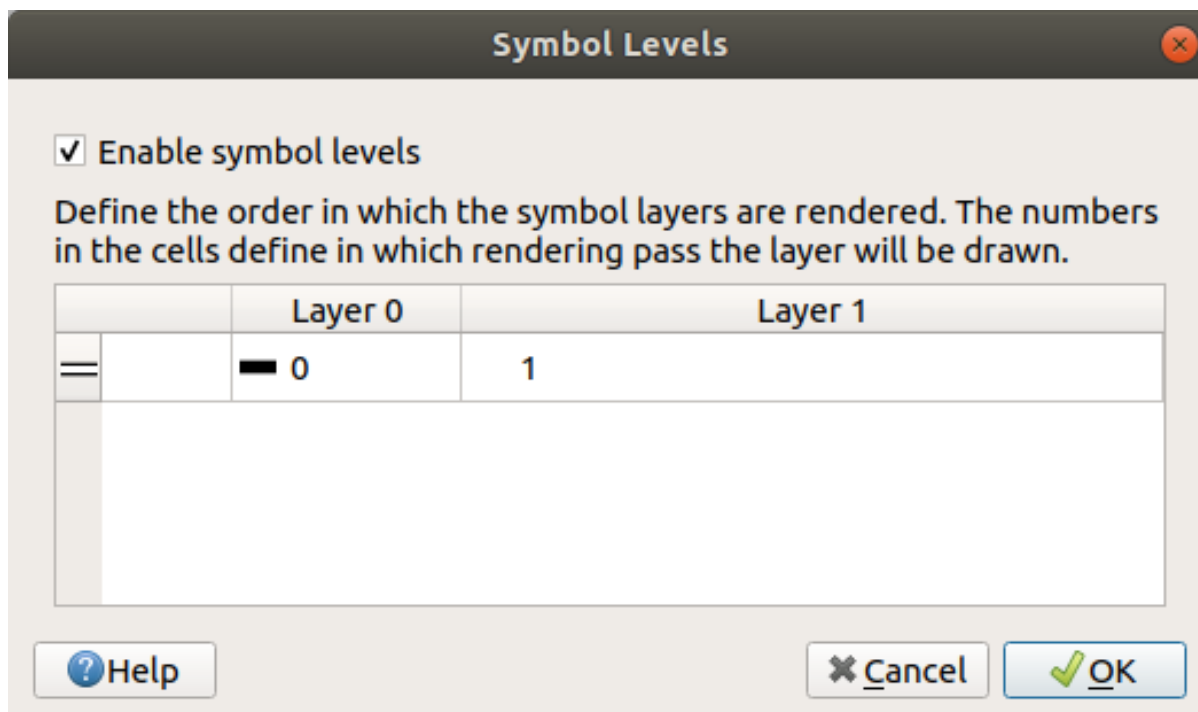 Symbol Levels
Enable symbol levels
Define the order in which the symbol layers are rendered. The numbers
in the cells define in which rendering pass the layer will be drawn.
Layer 0 Layer 1
0 1
Help Cancel OK